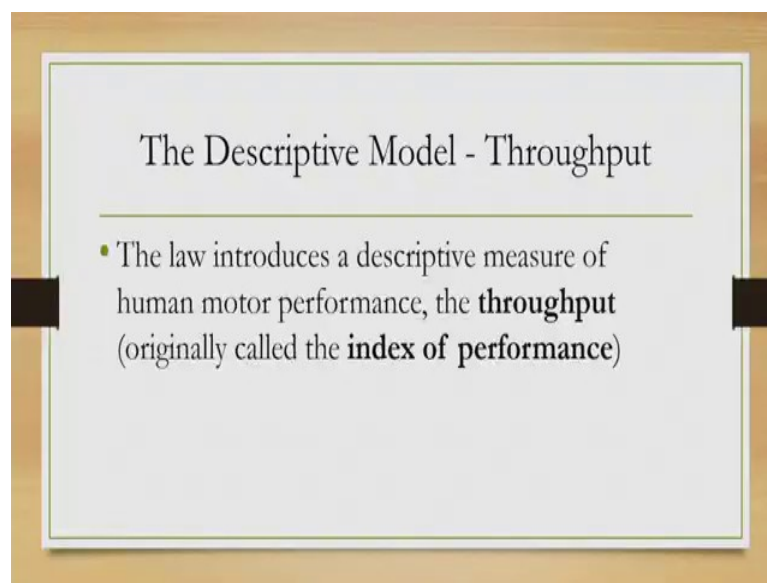 The Descriptive Model - Throughput
• The law introduces a descriptive measure of
human motor performance, the throughput
(originally called the index of performance)